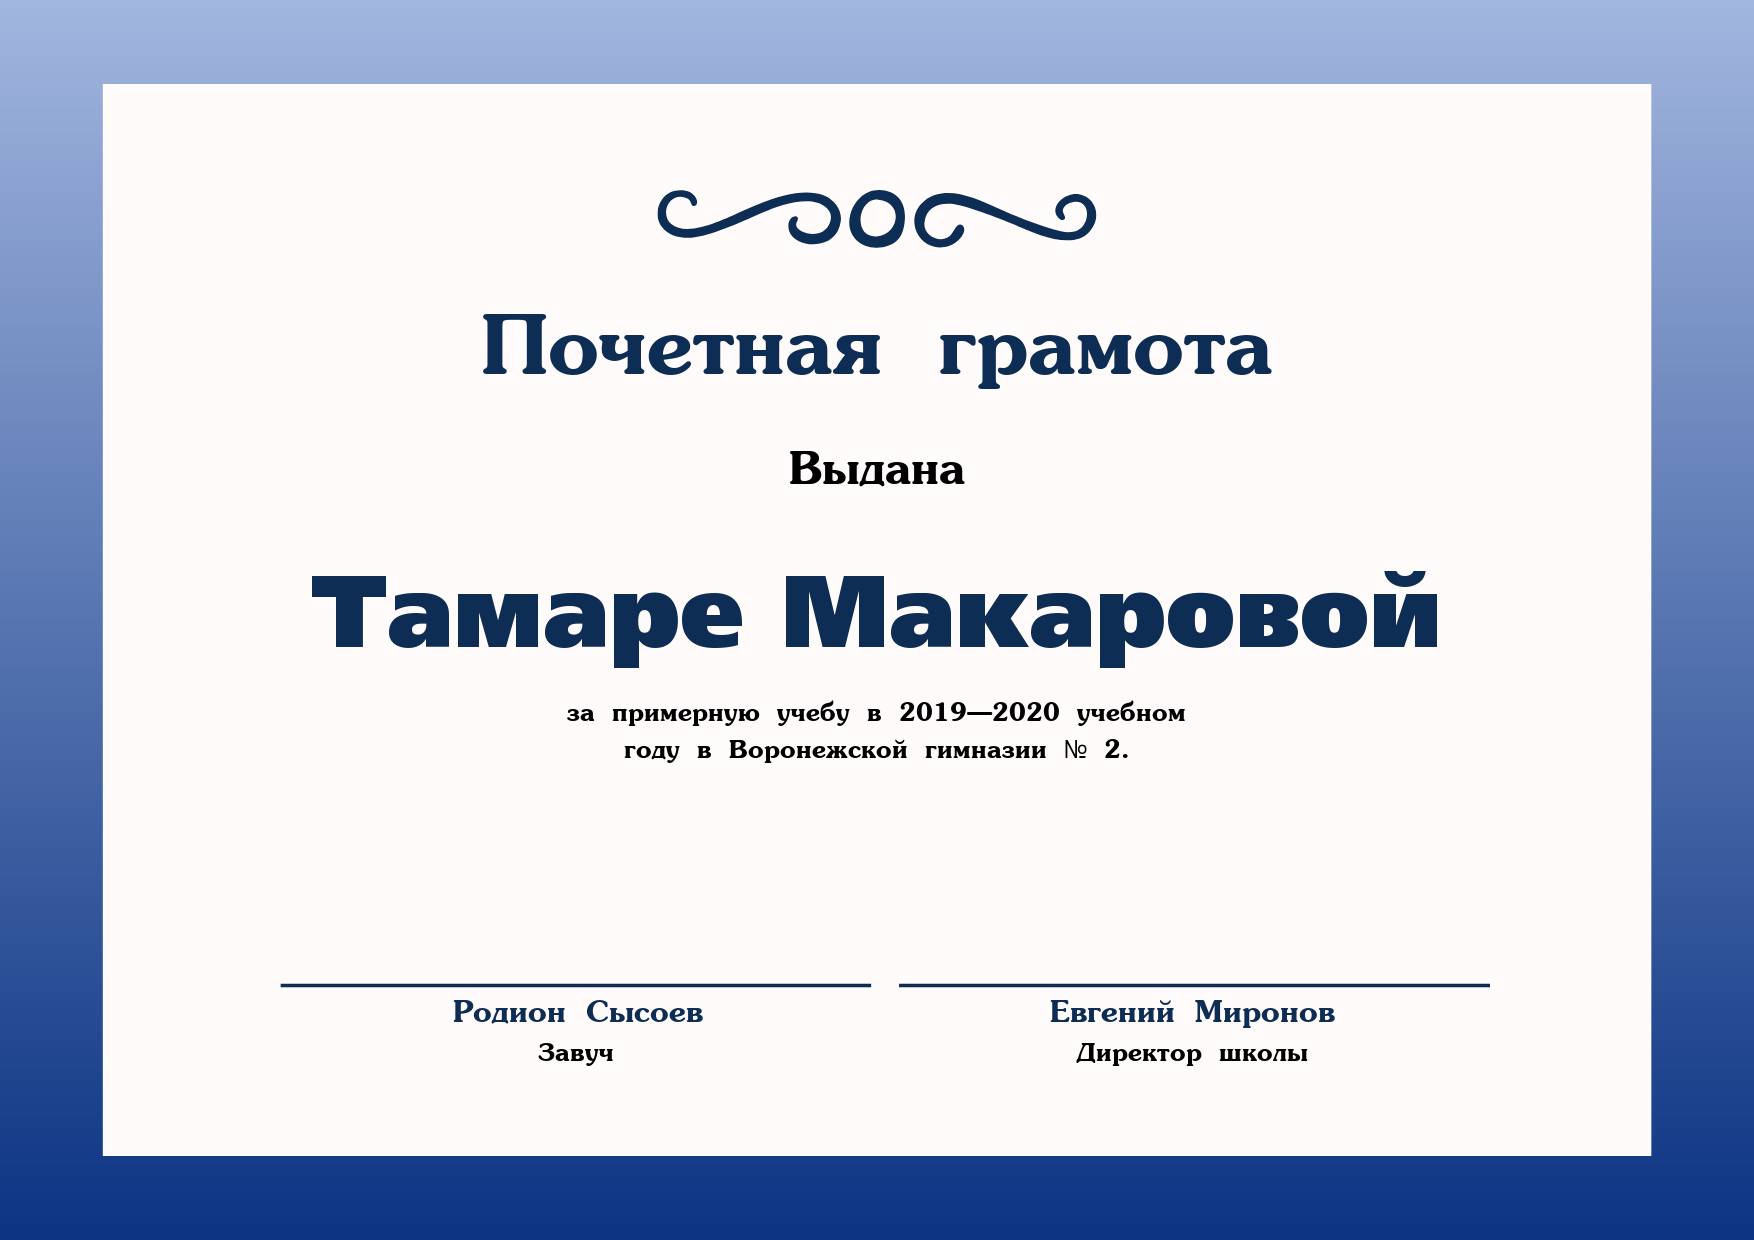 Почетная грамота
Выдана
Тамаре Макаровой
за примерную учебу в 2019—2020 учебном
году в Воронежской гимназии № 2.
Родион Сысоев
Завуч
Евгений Миронов
Директор школы